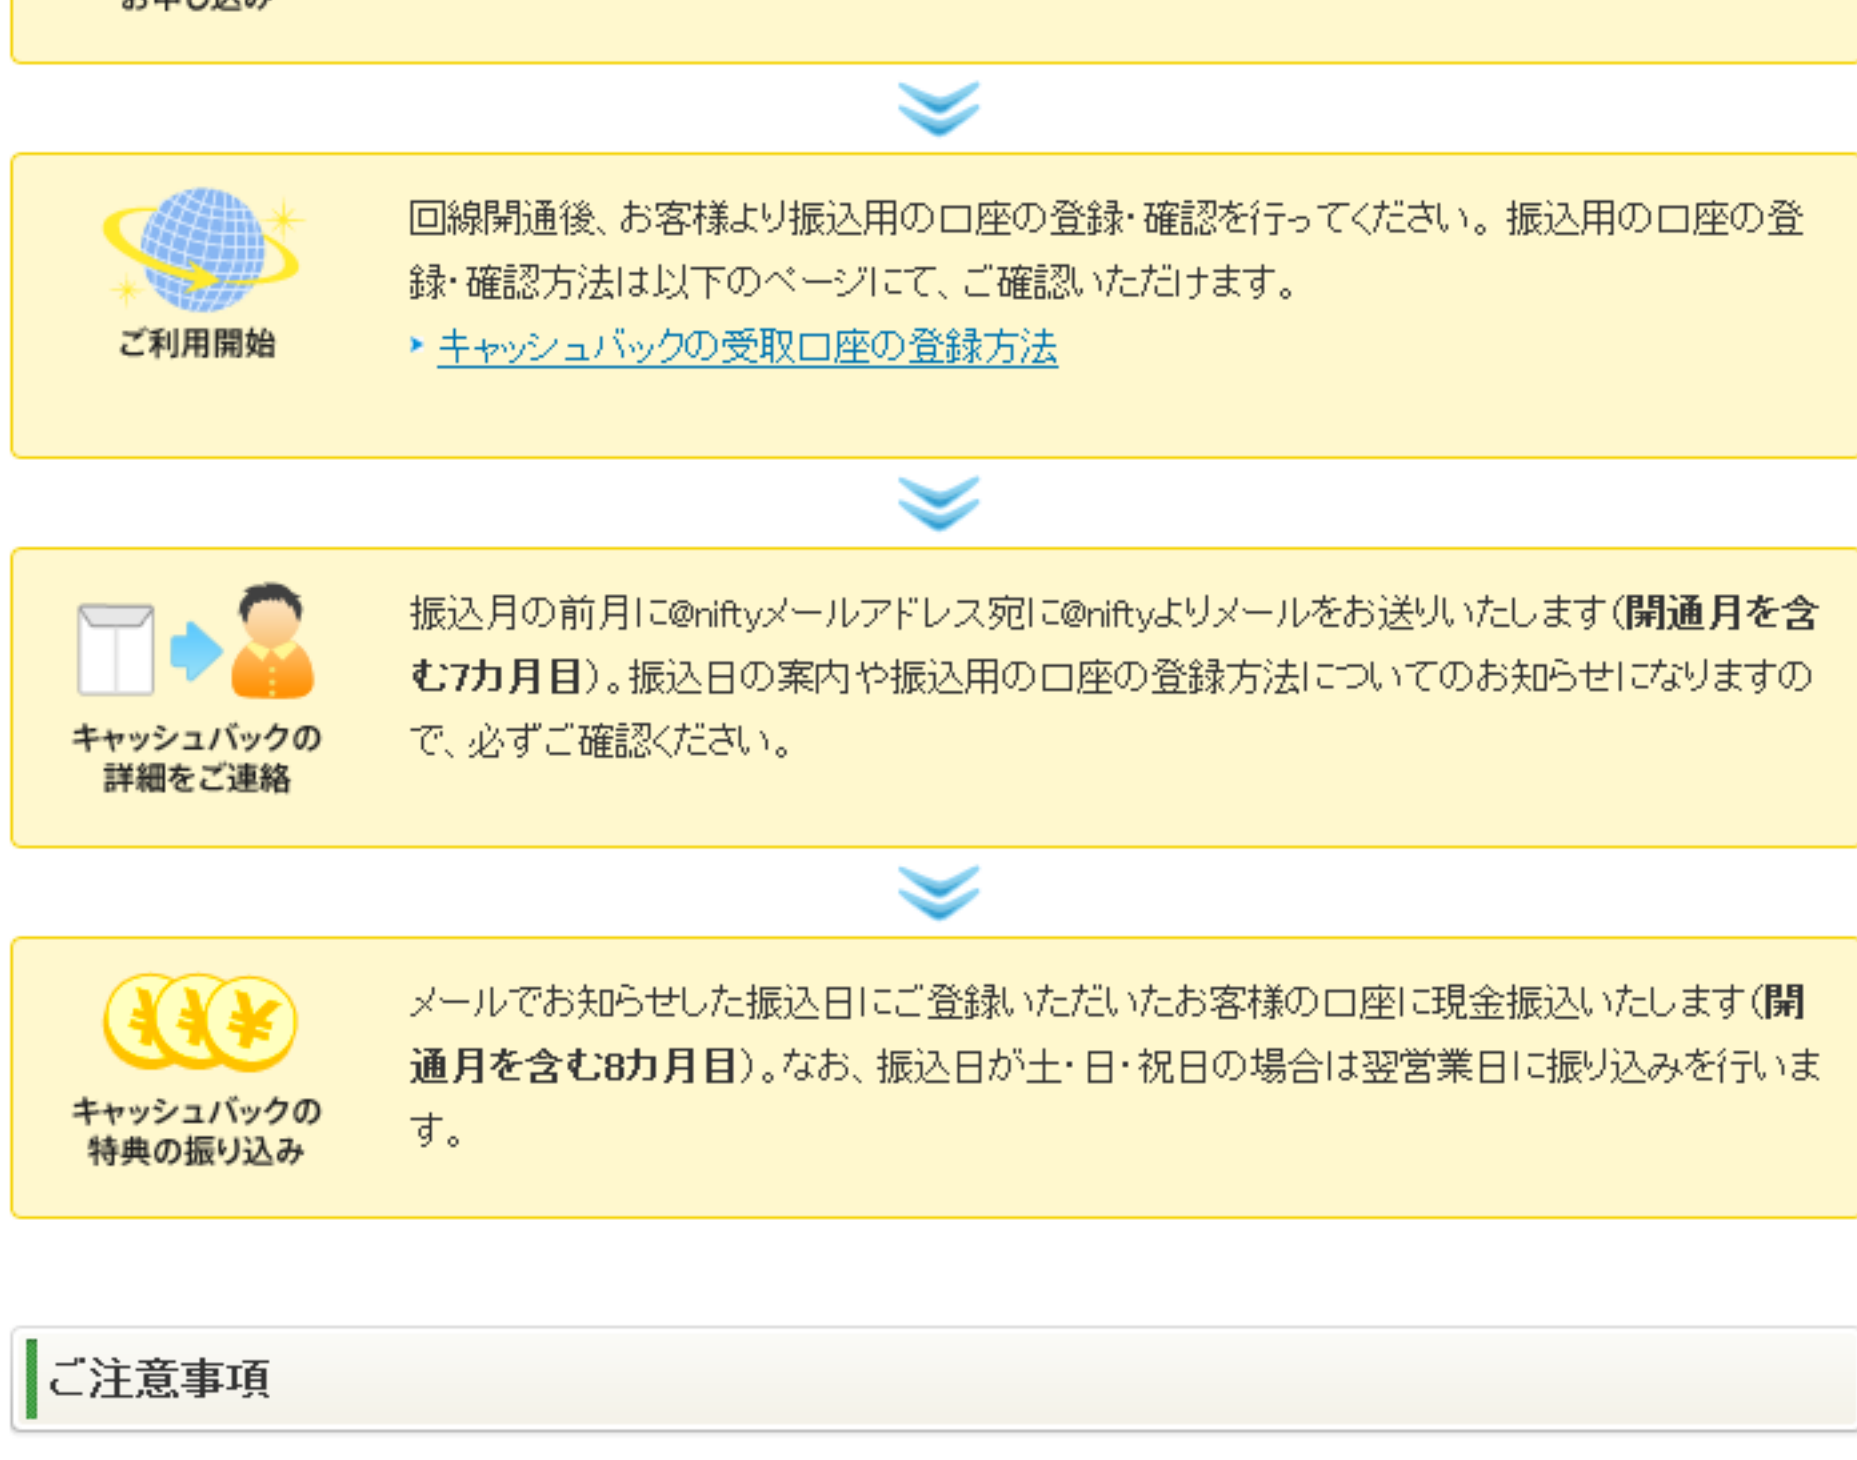 お申し込み
回線開通後、お客様より振込用の口座の登録・確認を行ってください。振込用の口座の登
録・確認方法は以下のページにて、ご確認いただけます。
キャッシュバックの受取口座の登録方法
ご利用開始
振込月の前月に@niftyメールアドレス宛に@niftyよりメールをお送りいたします(開通月を含
む7カ月目)。振込日の案内や振込用の口座の登録方法についてのお知らせになりますの
で、必ずご確認ください。
キャッシュバックの
詳細をご連絡
メールでお知らせした振込日にご登録いただいたお客様の口座に現金振込いたします(開
通月を含む8カ月目)。なお、振込日が土・日・祝日の場合は翌営業日に振り込みを行いま
す。
キャッシュバックの
特典の振り込み
ご注意事項